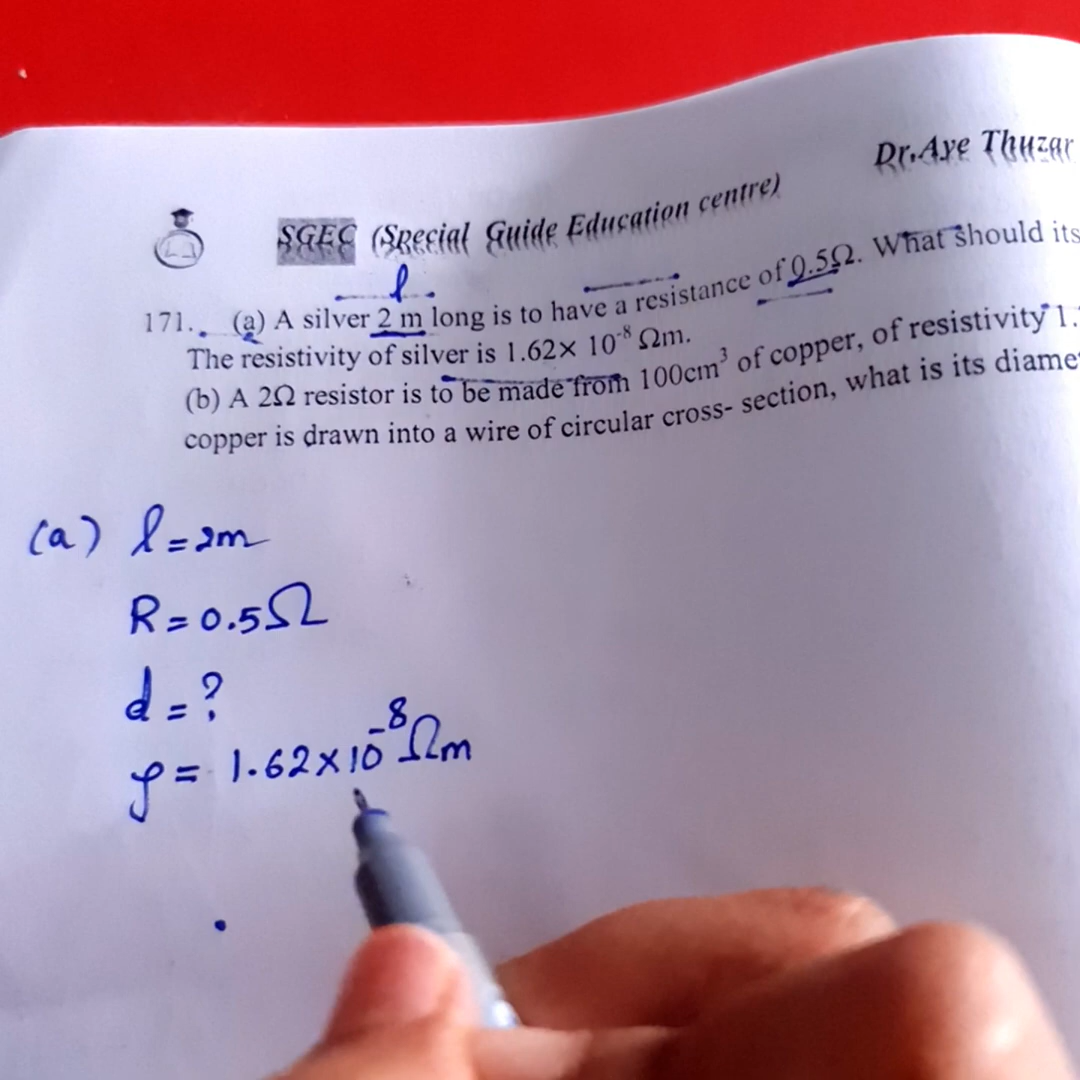 Dr.Aye Thuzar
SGEC (Special Guide Education centre)
l
171. (a) A silver 2 m long is to have a resistance of 0.5Ω. What should its
The resistivity of silver is 1.62× 10⁻⁸ Ωm.
(b) A 2Ω resistor is to be made from 100cm³ of copper, of resistivity 1.
copper is drawn into a wire of circular cross- section, what is its diame
(a) l = 2m
R = 0.5Ω
d = ?
ρ = 1.62×10⁻⁸Ωm